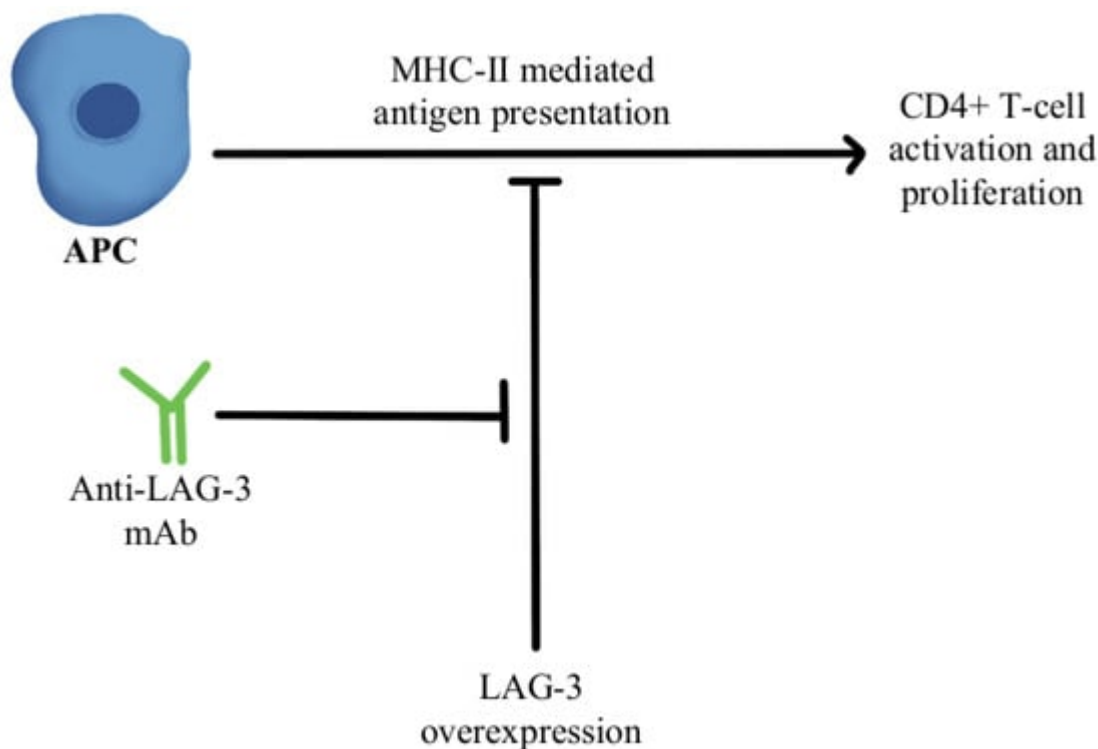 MHC-II mediated
antigen presentation
CD4+ T-cell
activation and
proliferation
APC
Anti-LAG-3
mAb
LAG-3
overexpression